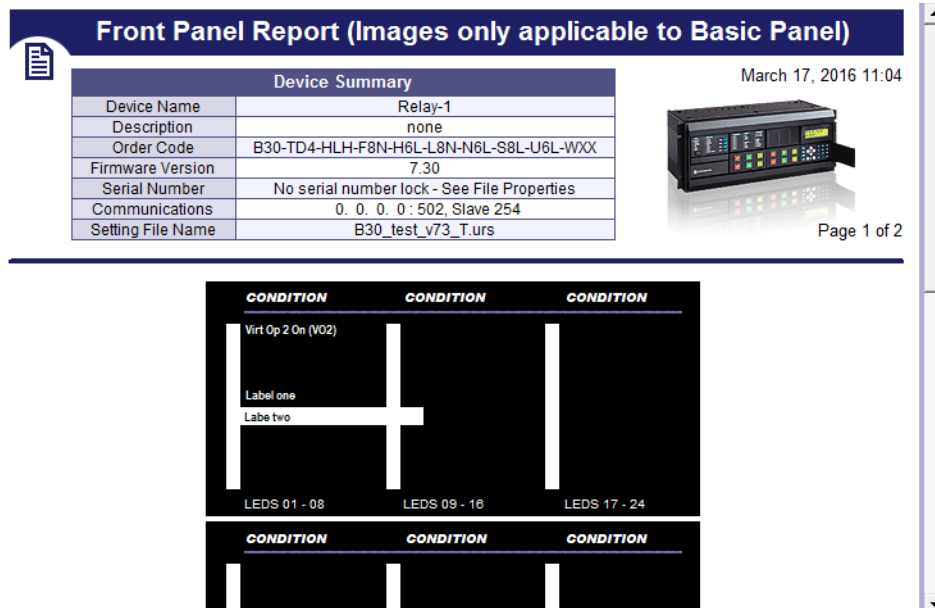 Front Panel Report (Images only applicable to Basic Panel)
March 17, 2016 11:04
Device Summary
Device Name Relay-1
Description none
Order Code B30-TD4-HLH-F8N-H6L-L8N-N6L-S8L-U6L-WXX
Firmware Version 7.30
Serial Number No serial number lock - See File Properties
Communications 0. 0. 0. 0 : 502, Slave 254
Setting File Name B30_test_v73_T.urs
Page 1 of 2
CONDITION CONDITION CONDITION
Virt Op 2 On (VO2)
Label one
Labe two
LEDS 01 - 08 LEDS 09 - 16 LEDS 17 - 24
CONDITION CONDITION CONDITION